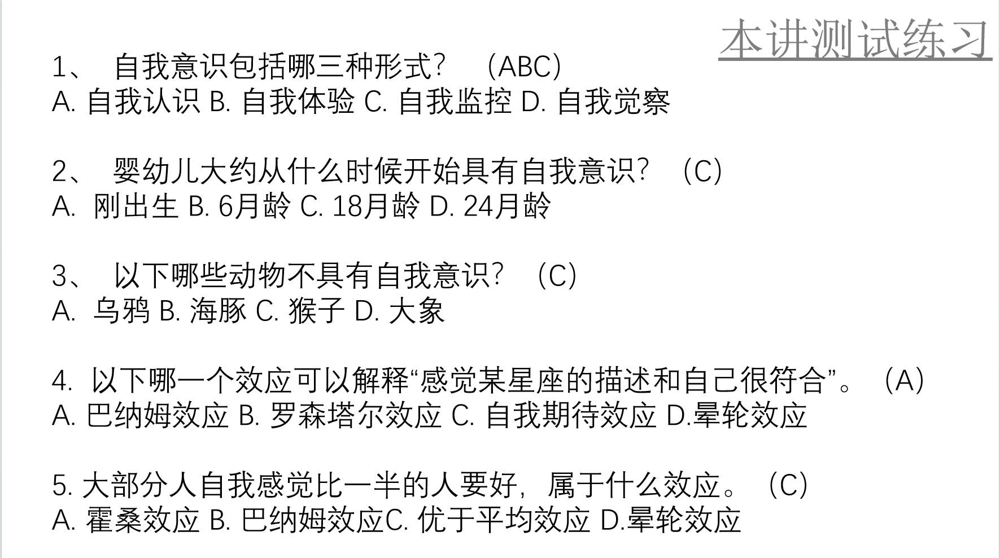 本讲测试练习
1、 自我意识包括哪三种形式？ （ABC）
A. 自我认识 B. 自我体验 C. 自我监控 D. 自我觉察
2、 婴幼儿大约从什么时候开始具有自我意识？ （C）
A. 刚出生 B. 6月龄 C. 18月龄 D. 24月龄
3、 以下哪些动物不具有自我意识？ （C）
A. 乌鸦 B. 海豚 C. 猴子 D. 大象
4. 以下哪一个效应可以解释“感觉某星座的描述和自己很符合”。 （A）
A. 巴纳姆效应 B. 罗森塔尔效应 C. 自我期待效应 D.晕轮效应
5. 大部分人自我感觉比一半的人要好，属于什么效应。 （C）
A. 霍桑效应 B. 巴纳姆效应C. 优于平均效应 D.晕轮效应